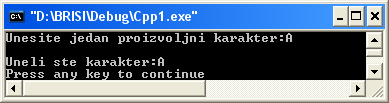 "D:\BRISI\Debug\Cpp1.exe"
Unesite jedan proizvoljni karakter:A
Uneli ste karakter:A
Press any key to continue